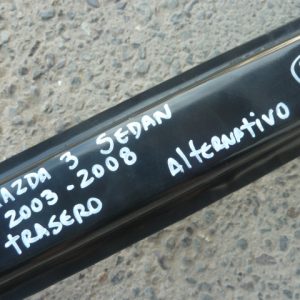 AZDA 3 SEDAN
2003-2008
TRASERO Alternativo